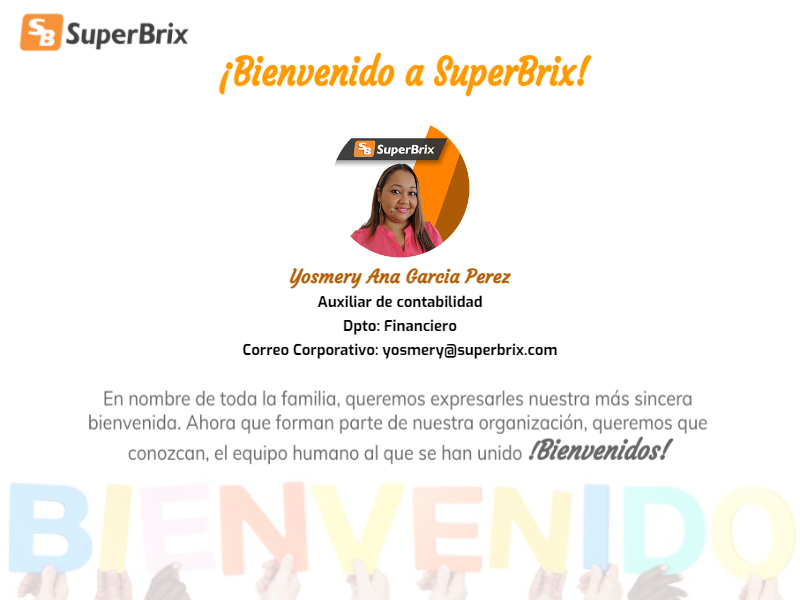 SB SuperBrix
¡Bienvenido a SuperBrix!
SB SuperBrix
Yosmery Ana Garcia Perez
Auxiliar de contabilidad
Dpto: Financiero
Correo Corporativo: yosmery@superbrix.com
En nombre de toda la familia, queremos expresarles nuestra más sincera
bienvenida. Ahora que forman parte de nuestra organización, queremos que
conozcan, el equipo humano al que se han unido ¡Bienvenidos!
BIENVENIDO